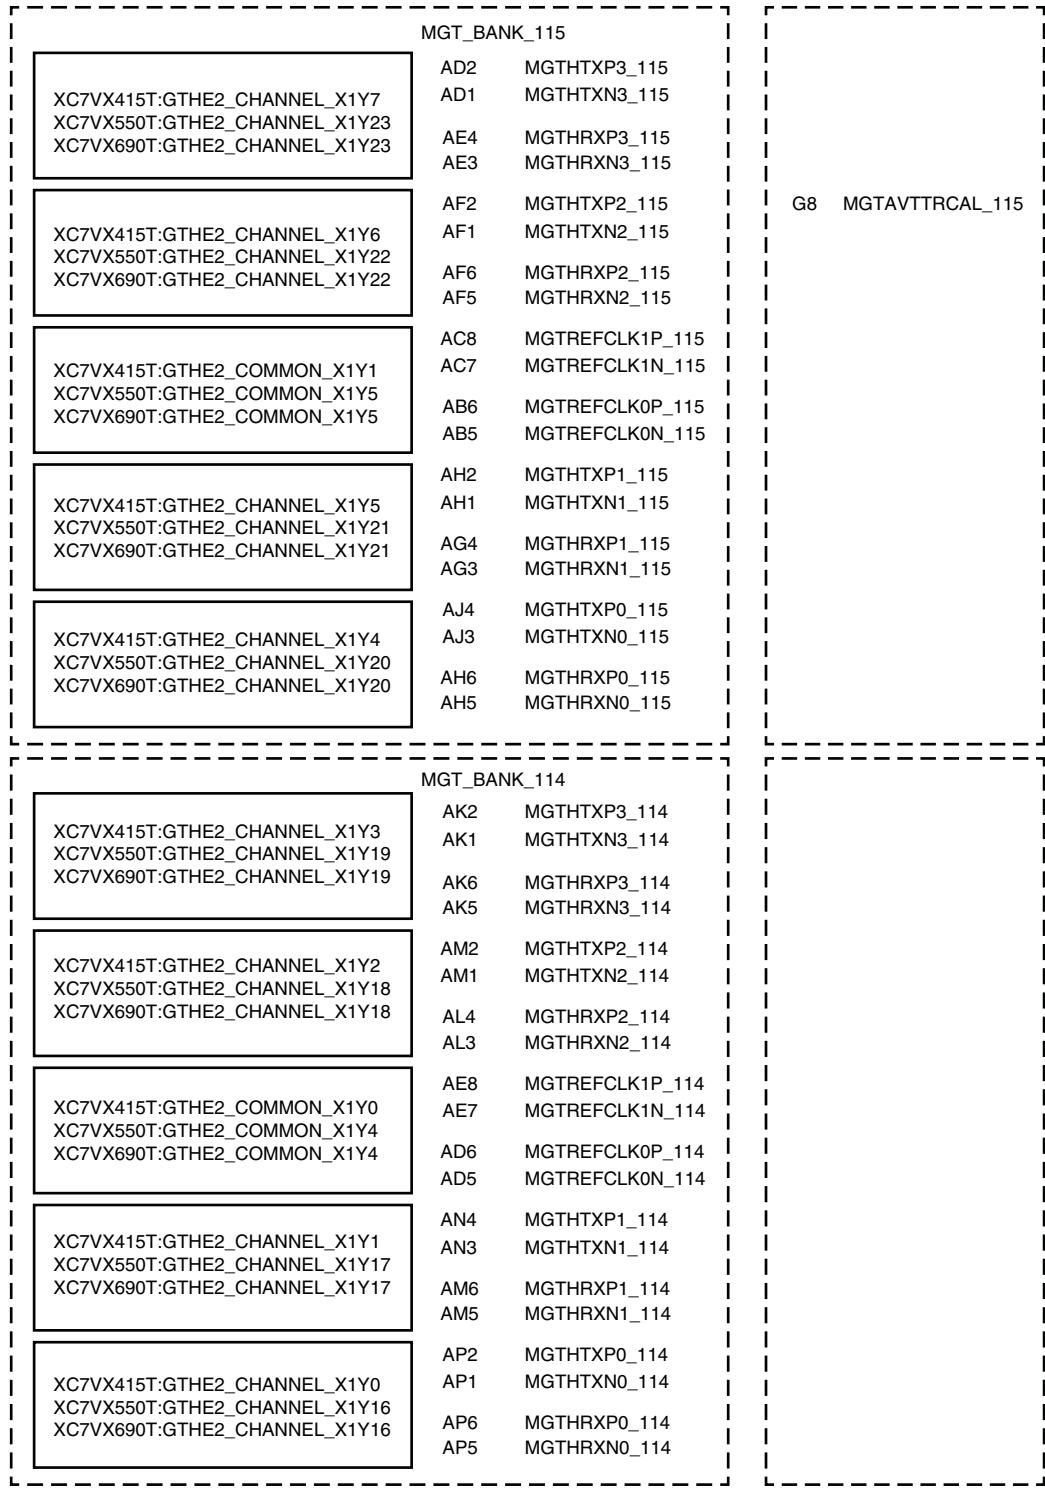 MGT_BANK_115
XC7VX415T:GTHE2_CHANNEL_X1Y7
XC7VX550T:GTHE2_CHANNEL_X1Y23
XC7VX690T:GTHE2_CHANNEL_X1Y23
AD2 MGTHTXP3_115
AD1 MGTHTXN3_115
AE4 MGTHRXP3_115
AE3 MGTHRXN3_115
XC7VX415T:GTHE2_CHANNEL_X1Y6
XC7VX550T:GTHE2_CHANNEL_X1Y22
XC7VX690T:GTHE2_CHANNEL_X1Y22
AF2 MGTHTXP2_115
AF1 MGTHTXN2_115
AF6 MGTHRXP2_115
AF5 MGTHRXN2_115
XC7VX415T:GTHE2_COMMON_X1Y1
XC7VX550T:GTHE2_COMMON_X1Y5
XC7VX690T:GTHE2_COMMON_X1Y5
AC8 MGTREFCLK1P_115
AC7 MGTREFCLK1N_115
AB6 MGTREFCLK0P_115
AB5 MGTREFCLK0N_115
XC7VX415T:GTHE2_CHANNEL_X1Y5
XC7VX550T:GTHE2_CHANNEL_X1Y21
XC7VX690T:GTHE2_CHANNEL_X1Y21
AH2 MGTHTXP1_115
AH1 MGTHTXN1_115
AG4 MGTHRXP1_115
AG3 MGTHRXN1_115
XC7VX415T:GTHE2_CHANNEL_X1Y4
XC7VX550T:GTHE2_CHANNEL_X1Y20
XC7VX690T:GTHE2_CHANNEL_X1Y20
AJ4 MGTHTXP0_115
AJ3 MGTHTXN0_115
AH6 MGTHRXP0_115
AH5 MGTHRXN0_115
G8 MGTAVTTRCAL_115
MGT_BANK_114
XC7VX415T:GTHE2_CHANNEL_X1Y3
XC7VX550T:GTHE2_CHANNEL_X1Y19
XC7VX690T:GTHE2_CHANNEL_X1Y19
AK2 MGTHTXP3_114
AK1 MGTHTXN3_114
AK6 MGTHRXP3_114
AK5 MGTHRXN3_114
XC7VX415T:GTHE2_CHANNEL_X1Y2
XC7VX550T:GTHE2_CHANNEL_X1Y18
XC7VX690T:GTHE2_CHANNEL_X1Y18
AM2 MGTHTXP2_114
AM1 MGTHTXN2_114
AL4 MGTHRXP2_114
AL3 MGTHRXN2_114
XC7VX415T:GTHE2_COMMON_X1Y0
XC7VX550T:GTHE2_COMMON_X1Y4
XC7VX690T:GTHE2_COMMON_X1Y4
AE8 MGTREFCLK1P_114
AE7 MGTREFCLK1N_114
AD6 MGTREFCLK0P_114
AD5 MGTREFCLK0N_114
XC7VX415T:GTHE2_CHANNEL_X1Y1
XC7VX550T:GTHE2_CHANNEL_X1Y17
XC7VX690T:GTHE2_CHANNEL_X1Y17
AN4 MGTHTXP1_114
AN3 MGTHTXN1_114
AM6 MGTHRXP1_114
AM5 MGTHRXN1_114
XC7VX415T:GTHE2_CHANNEL_X1Y0
XC7VX550T:GTHE2_CHANNEL_X1Y16
XC7VX690T:GTHE2_CHANNEL_X1Y16
AP2 MGTHTXP0_114
AP1 MGTHTXN0_114
AP6 MGTHRXP0_114
AP5 MGTHRXN0_114